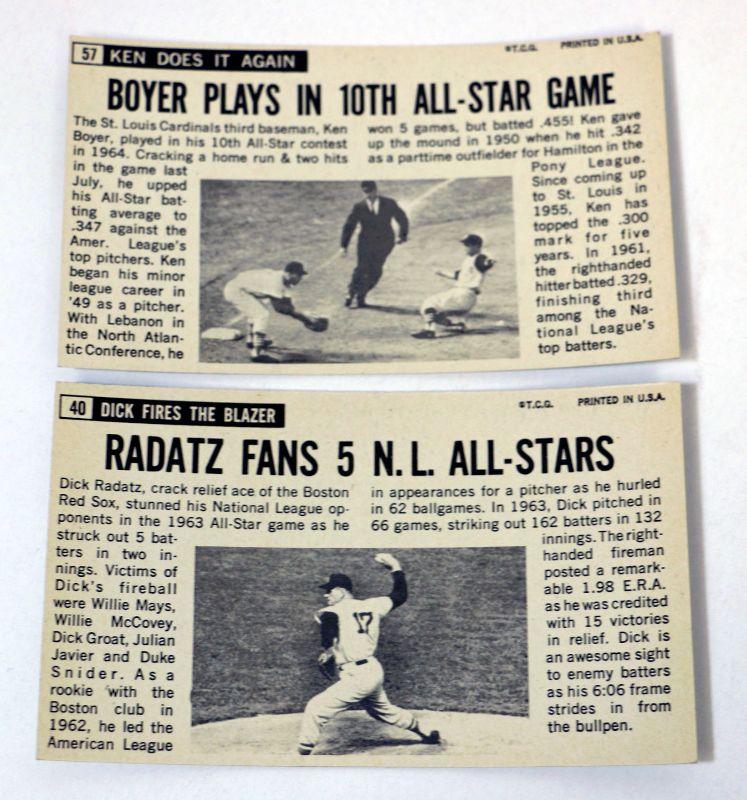 57 KEN DOES IT AGAIN
©T.C.G. PRINTED IN U.S.A.
BOYER PLAYS IN 10TH ALL-STAR GAME
The St. Louis Cardinals third baseman, Ken
Boyer, played in his 10th All-Star contest
in 1964. Cracking a home run & two hits
in the game last
July, he upped
his All-Star bat-
ting average to
.347 against the
Amer. League's
top pitchers. Ken
began his minor
league career in
'49 as a pitcher.
With Lebanon in
the North Atlan-
tic Conference, he
won 5 games, but batted .455! Ken gave
up the mound in 1950 when he hit .342
as a parttime outfielder for Hamilton in the
Pony League.
Since coming up
to St. Louis in
1955, Ken has
topped the .300
mark for five
years. In 1961,
the righthanded
hitter batted .329,
finishing third
among the Na-
tional League's
top batters.
40 DICK FIRES THE BLAZER
©T.C.G. PRINTED IN U.S.A.
RADATZ FANS 5 N.L. ALL-STARS
Dick Radatz, crack relief ace of the Boston
Red Sox, stunned his National League op-
ponents in the 1963 All-Star game as he
struck out 5 bat-
ters in two in-
nings. Victims of
Dick's fireball
were Willie Mays,
Willie McCovey,
Dick Groat, Julian
Javier and Duke
Snider. As a
rookie with the
Boston club in
1962, he led the
American League
in appearances for a pitcher as he hurled
in 62 ballgames. In 1963, Dick pitched in
66 games, striking out 162 batters in 132
innings. The right-
handed fireman
posted a remark-
able 1.98 E.R.A.
as he was credited
with 15 victories
in relief. Dick is
an awesome sight
to enemy batters
as his 6:06 frame
strides in from
the bullpen.
17